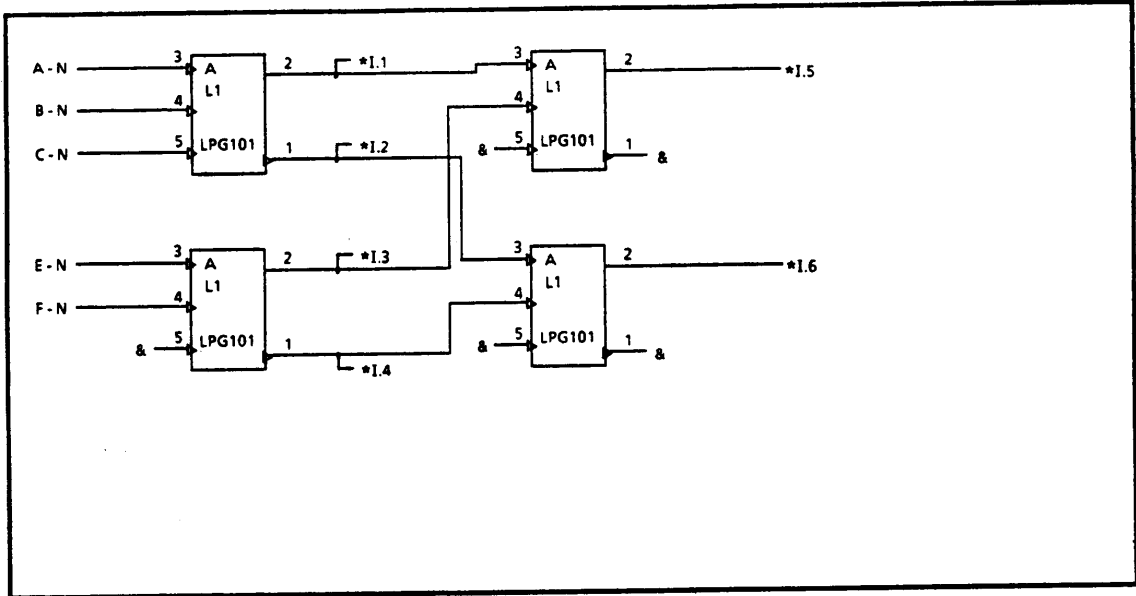 A-N 3 A 2 *I.1 3 A 2 *I.5
L1 L1
B-N 4 4
C-N 5 LPG101 1 *I.2 & 5 LPG101 1 &
E-N 3 A 2 *I.3 3 A 2 *I.6
L1 L1
F-N 4 4
& 5 LPG101 1 *I.4 & 5 LPG101 1 &